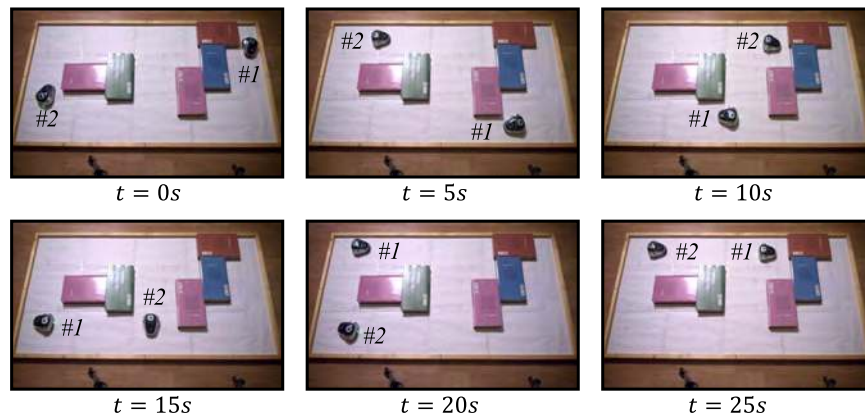 #1
#2
t = 0s
#2
#1
t = 5s
#2
#1
t = 10s
#1
#2
t = 15s
#1
#2
t = 20s
#2
#1
t = 25s